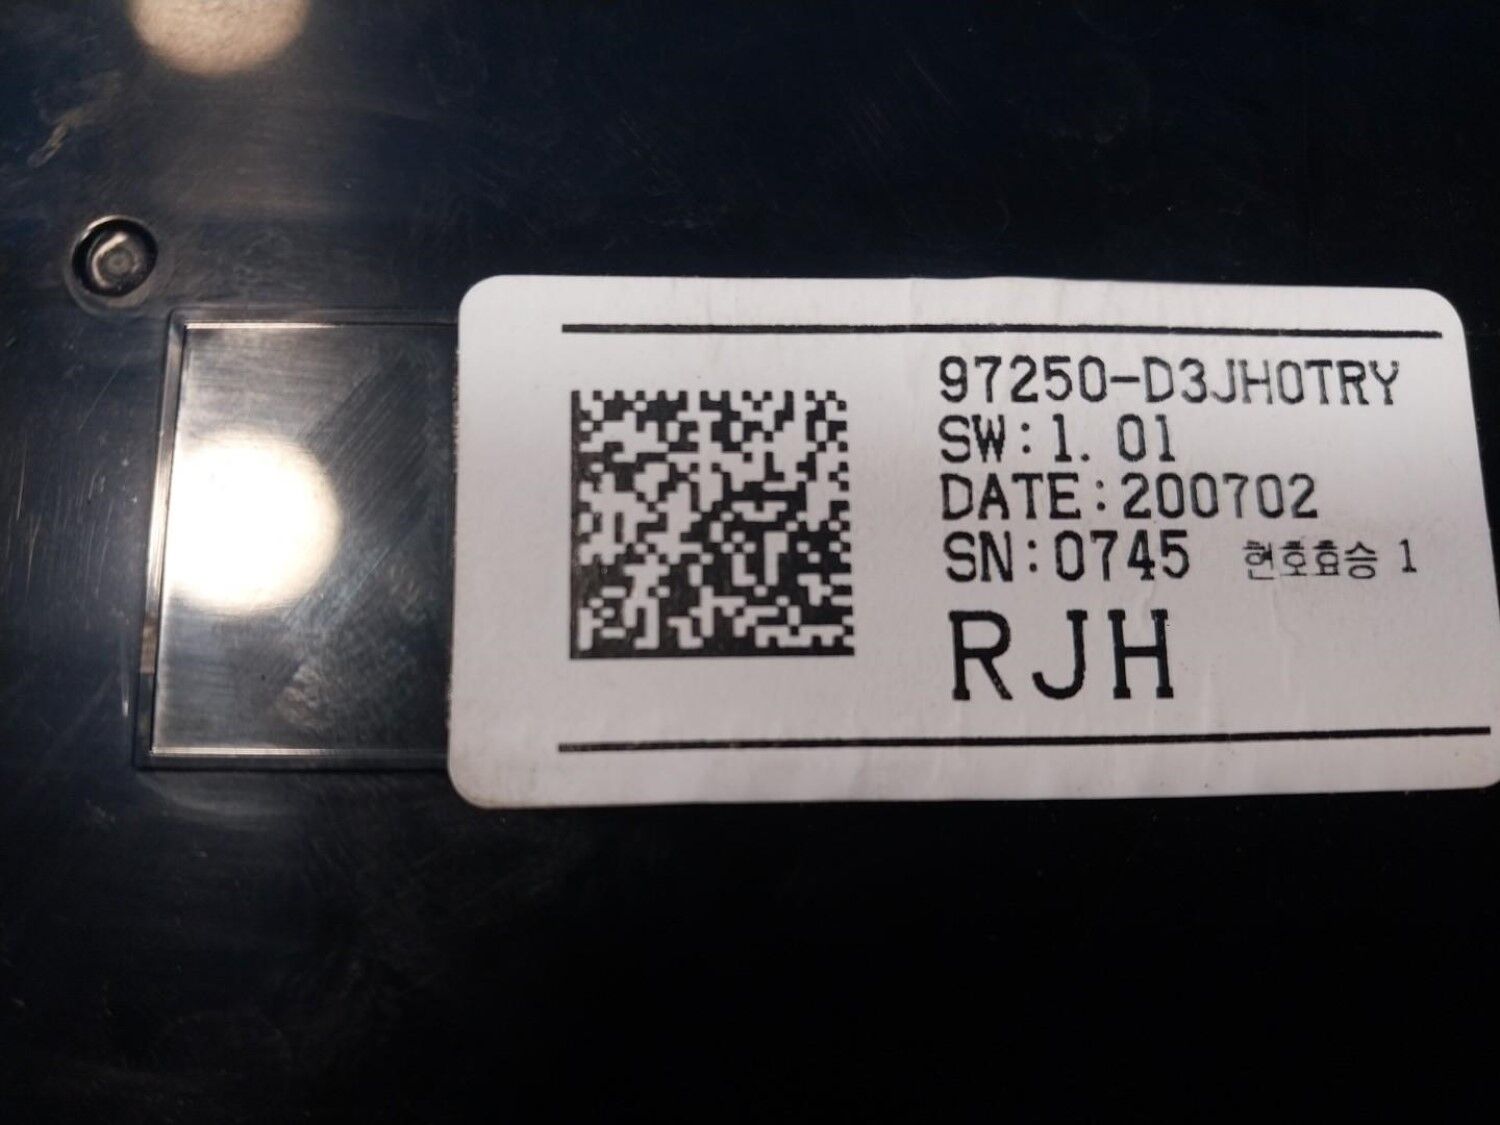 97250-D3JH0TRY
SW:1.01
DATE:200702
SN:0745 현호효승 1
RJH